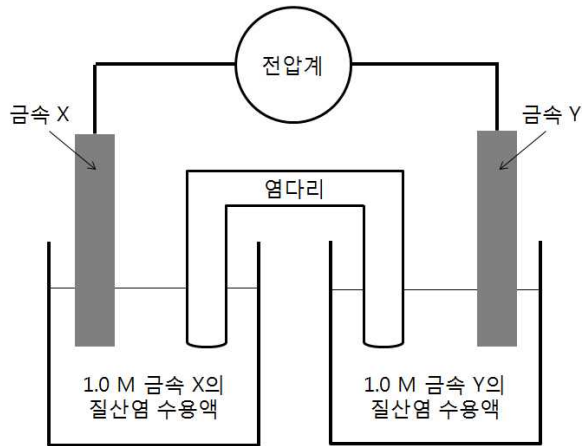 전압계
금속 X
금속 Y
염다리
1.0 M 금속 X의
질산염 수용액
1.0 M 금속 Y의
질산염 수용액